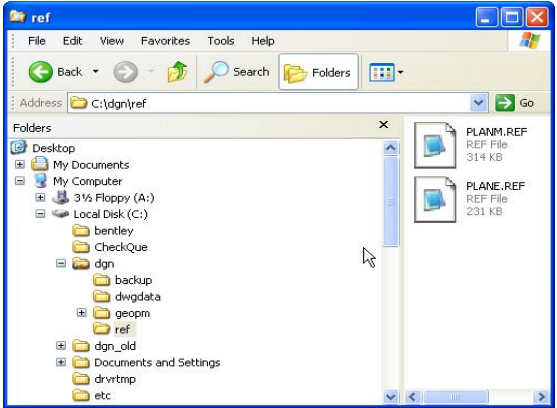 ref
File Edit View Favorites Tools Help
Back Search Folders
Address C:\dgn\ref Go
Folders
Desktop
My Documents
My Computer
3½ Floppy (A:)
Local Disk (C:)
bentley
CheckQue
dgn
backup
dwgdata
geopm
ref
dgn_old
Documents and Settings
drvrtmp
etc
PLANM.REF
REF File
314 KB
PLANE.REF
REF File
231 KB